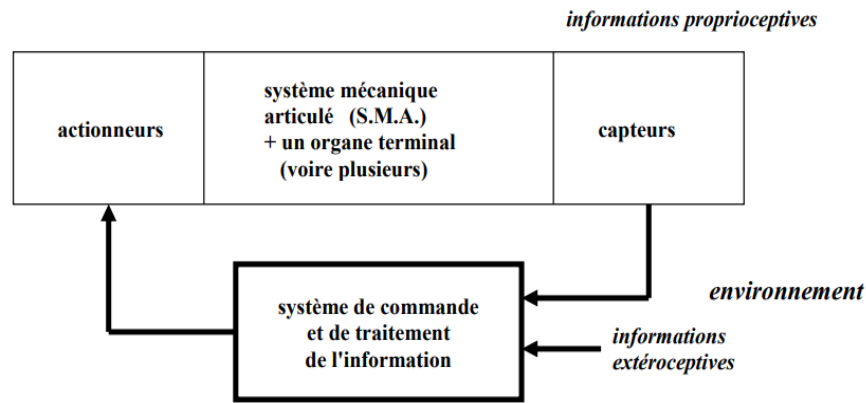 informations proprioceptives
actionneurs
système mécanique
articulé (S.M.A.)
+ un organe terminal
(voire plusieurs)
capteurs
système de commande
et de traitement
de l'information
environnement
informations
extéroceptives